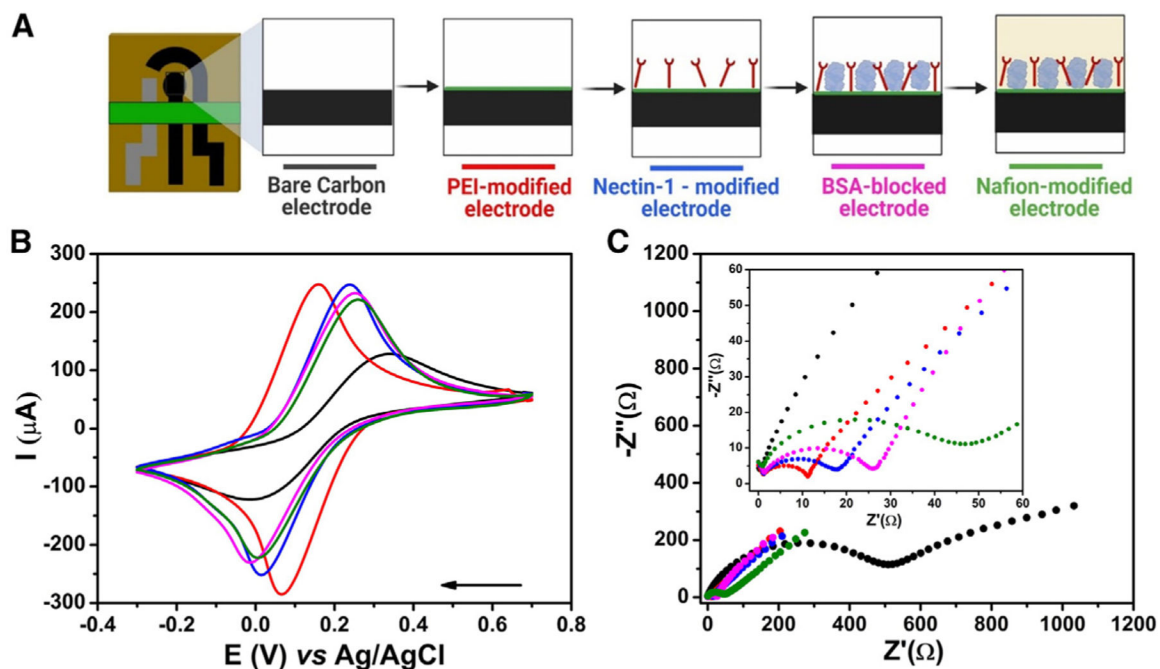 A
Bare Carbon
electrode
PEI-modified
electrode
Nectin-1 - modified
electrode
BSA-blocked
electrode
Nafion-modified
electrode
B
300
200
100
0
-100
-200
-300
I (μA)
-0.4 -0.2 0.0 0.2 0.4 0.6 0.8
E (V) vs Ag/AgCl
C
1200
1000
800
600
400
200
0
-Z''(Ω)
0 200 400 600 800 1000 1200
Z'(Ω)
60
50
40
30
20
10
0
-Z''(Ω)
0 10 20 30 40 50 60
Z'(Ω)